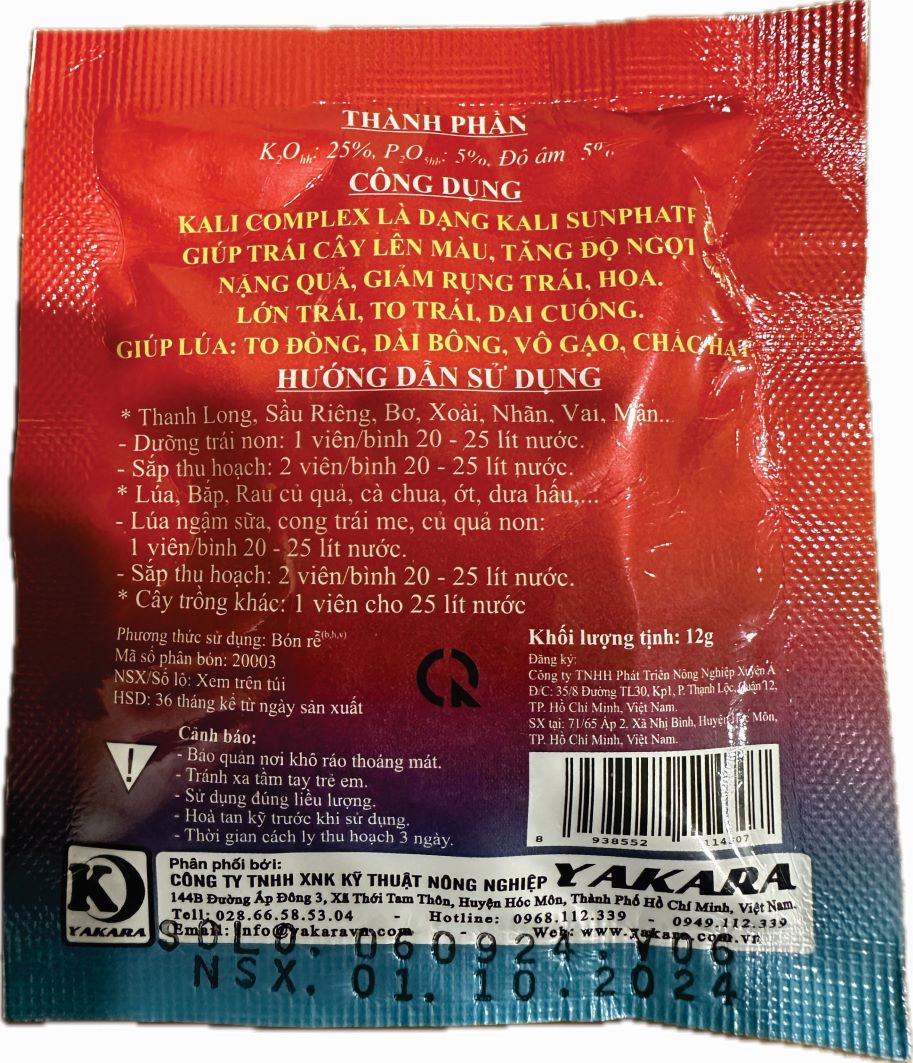 THÀNH PHẦN
K₂Ohh: 25%, P₂O₅hh: 5%, Độ ẩm 5%
CÔNG DỤNG
KALI COMPLEX LÀ DẠNG KALI SUNPHATE
GIÚP TRÁI CÂY LÊN MÀU, TĂNG ĐỘ NGỌT
NẶNG QUẢ, GIẢM RỤNG TRÁI, HOA.
LỚN TRÁI, TO TRÁI, DAI CUỐNG.
GIÚP LÚA: TO ĐÒNG, DÀI BÔNG, VÔ GẠO, CHẮC HẠT.
HƯỚNG DẪN SỬ DỤNG
* Thanh Long, Sầu Riêng, Bơ, Xoài, Nhãn, Vải, Mận...
- Dưỡng trái non: 1 viên/bình 20 - 25 lít nước.
- Sắp thu hoạch: 2 viên/bình 20 - 25 lít nước.
* Lúa, Bắp, Rau củ quả, cà chua, ớt, dưa hấu,...
- Lúa ngậm sữa, cong trái me, củ quả non:
1 viên/bình 20 - 25 lít nước.
- Sắp thu hoạch: 2 viên/bình 20 - 25 lít nước.
* Cây trồng khác: 1 viên cho 25 lít nước
Phương thức sử dụng: Bón rễ(b,h,v)
Mã số phân bón: 20003
NSX/Số lô: Xem trên túi
HSD: 36 tháng kể từ ngày sản xuất
Khối lượng tịnh: 12g
Đăng ký:
Công ty TNHH Phát Triển Nông Nghiệp Xuyên Á
Đ/C: 35/8 Đường TL30, Kp1, P. Thạnh Lộc, Quận 12,
TP. Hồ Chí Minh, Việt Nam.
SX tại: 71/65 Ấp 2, Xã Nhị Bình, Huyện Hóc Môn,
TP. Hồ Chí Minh, Việt Nam.
Cảnh báo:
- Bảo quản nơi khô ráo thoáng mát.
- Tránh xa tầm tay trẻ em.
- Sử dụng đúng liều lượng.
- Hoà tan kỹ trước khi sử dụng.
- Thời gian cách ly thu hoạch 3 ngày.
8 938552 114307
YAKARA
Phân phối bởi:
CÔNG TY TNHH XNK KỸ THUẬT NÔNG NGHIỆP YAKARA
144B Đường Ấp Đông 3, Xã Thới Tam Thôn, Huyện Hóc Môn, Thành Phố Hồ Chí Minh, Việt Nam.
Tell: 028.66.58.53.04 - Hotline: 0968.112.339 - 0949.112.339
Email: info@yakaravn.com - Web: www.yakara.com.vn
SOLO. 060924.Y06
NSX. 01.10.2024